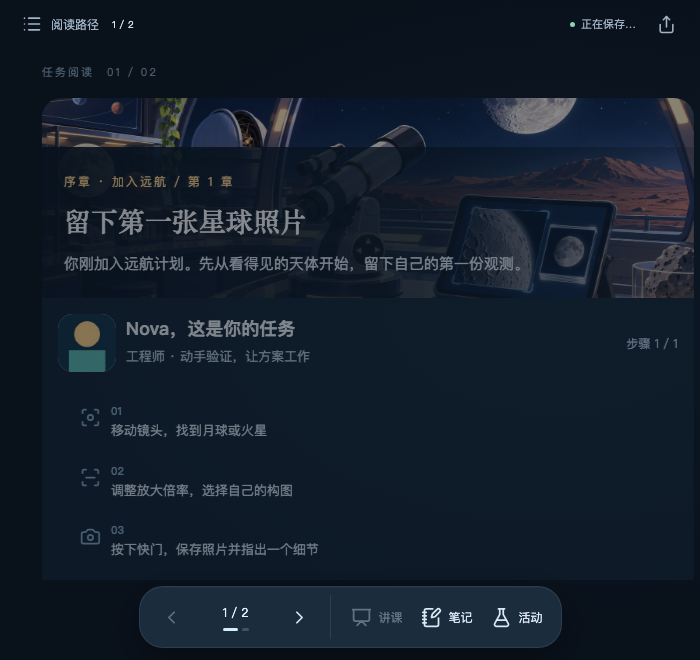 阅读路径 1 / 2
正在保存...
任务阅读 01 / 02
序章 · 加入远航 / 第 1 章
留下第一张星球照片
你刚加入远航计划。先从看得见的天体开始，留下自己的第一份观测。
Nova，这是你的任务
工程师 · 动手验证，让方案工作
步骤 1 / 1
01
移动镜头，找到月球或火星
02
调整放大倍率，选择自己的构图
03
按下快门，保存照片并指出一个细节
1 / 2
讲课
笔记
活动